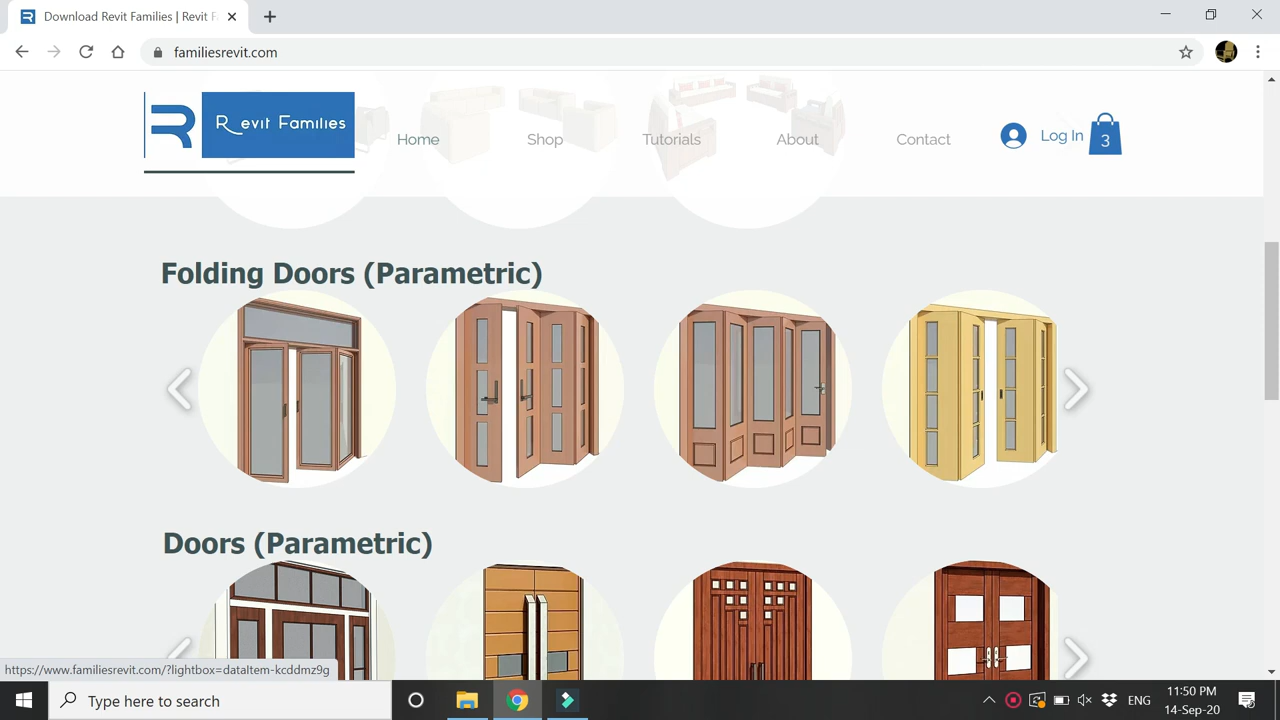 Download Revit Families | Revit F
familiesrevit.com
R
Revit Families
Home
Shop
Tutorials
About
Contact
Log In
3
Folding Doors (Parametric)
Doors (Parametric)
https://www.familiesrevit.com/?lightbox=dataItem-kcddmz9g
Type here to search
ENG
11:50 PM
14-Sep-20